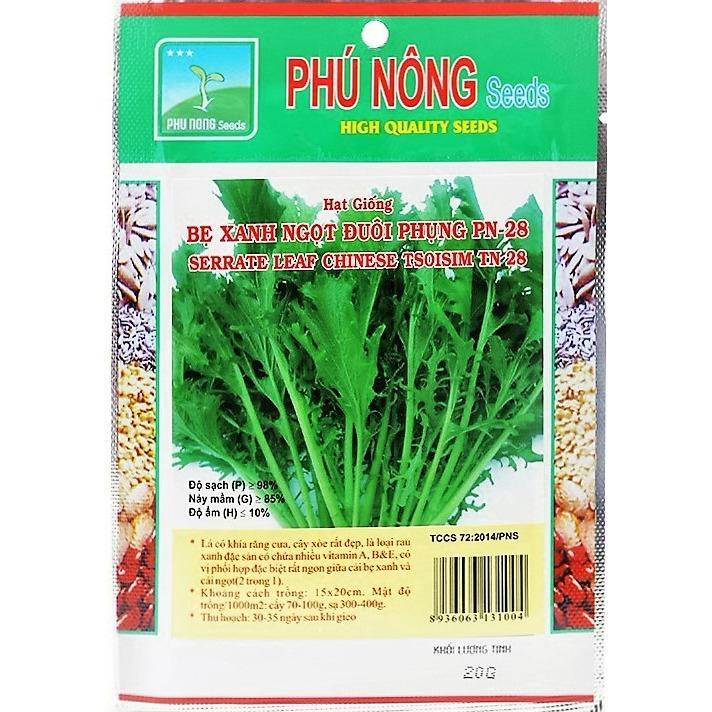 PHÚ NÔNG Seeds
PHU NONG Seeds
HIGH QUALITY SEEDS
Hạt Giống
BẸ XANH NGỌT ĐUÔI PHỤNG PN-28
SERRATE LEAF CHINESE TSOISIM TN-28
Độ sạch (P) ≥ 98%
Nảy mầm (G) ≥ 85%
Độ ẩm (H) ≤ 10%
* Lá có khía răng cưa, cây xòe rất đẹp, là loại rau
xanh đặc sản có chứa nhiều vitamin A, B&E, có
vị phối hợp đặc biệt rất ngon giữa cải bẹ xanh và
cải ngọt(2 trong 1).
* Khoảng cách trồng: 15x20cm. Mật độ
trồng/1000m2: cấy 70-100g, sạ 300-400g.
* Thu hoạch: 30-35 ngày sau khi gieo
TCCS 72:2014/PNS
8 936063 131004
KHỐI LƯỢNG TỊNH
20G